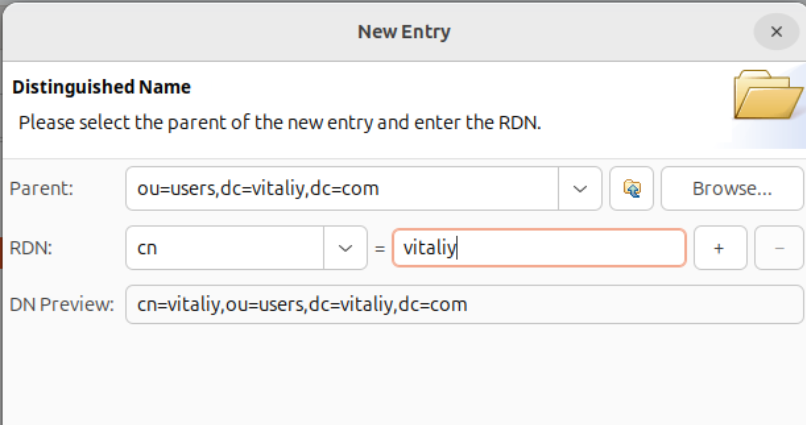 New Entry
Distinguished Name
Please select the parent of the new entry and enter the RDN.
Parent: ou=users,dc=vitaliy,dc=com Browse...
RDN: cn = vitaliy + −
DN Preview: cn=vitaliy,ou=users,dc=vitaliy,dc=com